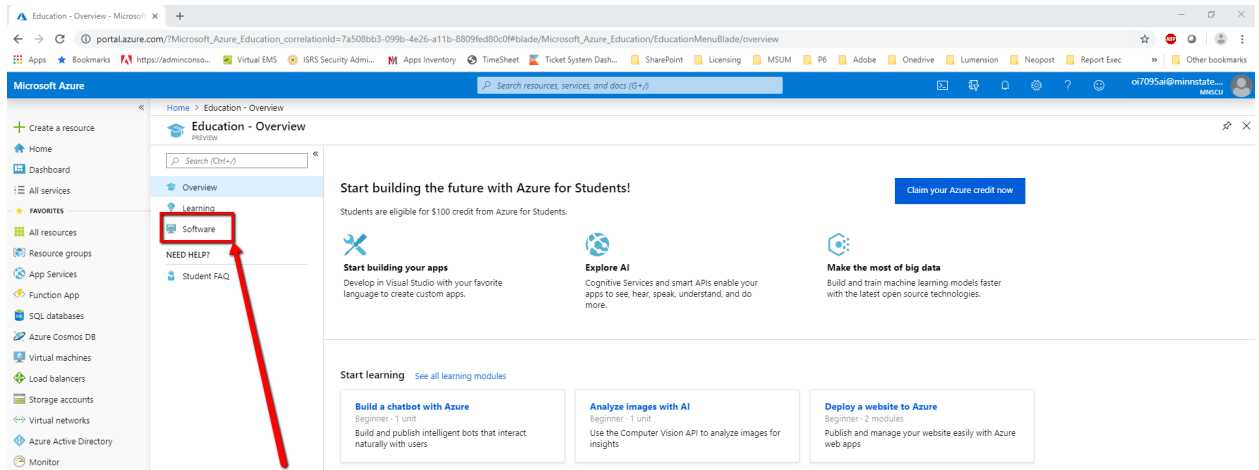 Education - Overview - Microsoft
portal.azure.com/?Microsoft_Azure_Education_correlationId=7a508bb3-099b-4e26-a11b-8809fed80c0f#blade/Microsoft_Azure_Education/EducationMenuBlade/overview
ABP
Apps Bookmarks https://adminconso... Virtual EMS ISRS Security Admi... Apps Inventory TimeSheet Ticket System Dash... SharePoint Licensing MSUM P6 Adobe Onedrive Lumension Neopost Report Exec » Other bookmarks
Microsoft Azure
Search resources, services, and docs (G+/)
oi7095ai@minnstate....
MNSCU
«
Create a resource
Home
Dashboard
All services
FAVORITES
All resources
Resource groups
App Services
Function App
SQL databases
Azure Cosmos DB
Virtual machines
Load balancers
Storage accounts
Virtual networks
Azure Active Directory
Monitor
Home > Education - Overview
Education - Overview
PREVIEW
Search (Ctrl+/)
«
Overview
Learning
Software
NEED HELP?
Student FAQ
Start building the future with Azure for Students!
Students are eligible for $100 credit from Azure for Students.
Claim your Azure credit now
Start building your apps
Develop in Visual Studio with your favorite
language to create custom apps.
Explore AI
Cognitive Services and smart APIs enable your
apps to see, hear, speak, understand, and do
more.
Make the most of big data
Build and train machine learning models faster
with the latest open source technologies.
Start learning See all learning modules
Build a chatbot with Azure
Beginner · 1 unit
Build and publish intelligent bots that interact
naturally with users
Analyze images with AI
Beginner · 1 unit
Use the Computer Vision API to analyze images for
insights
Deploy a website to Azure
Beginner · 2 modules
Publish and manage your website easily with Azure
web apps